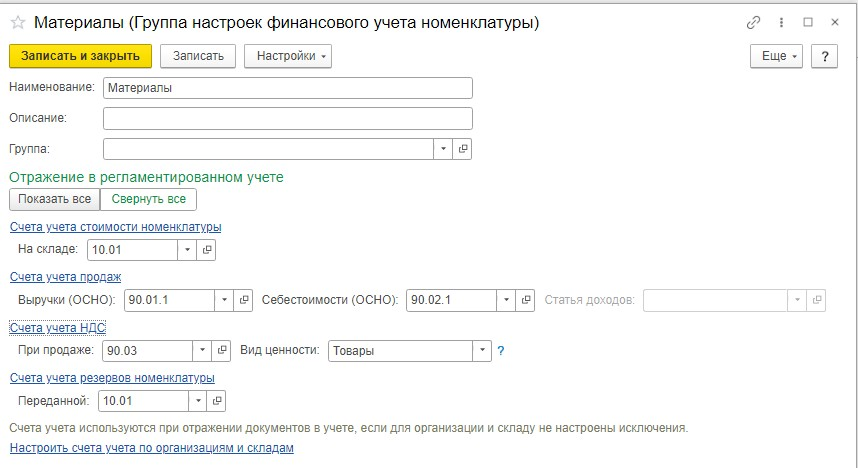 Материалы (Группа настроек финансового учета номенклатуры)
Записать и закрыть Записать Настройки Еще ?
Наименование: Материалы
Описание:
Группа:
Отражение в регламентированном учете
Показать все Свернуть все
Счета учета стоимости номенклатуры
На складе: 10.01
Счета учета продаж
Выручки (ОСНО): 90.01.1 Себестоимости (ОСНО): 90.02.1 Статья доходов:
Счета учета НДС
При продаже: 90.03 Вид ценности: Товары ?
Счета учета резервов номенклатуры
Переданной: 10.01
Счета учета используются при отражении документов в учете, если для организации и складу не настроены исключения.
Настроить счета учета по организациям и складам